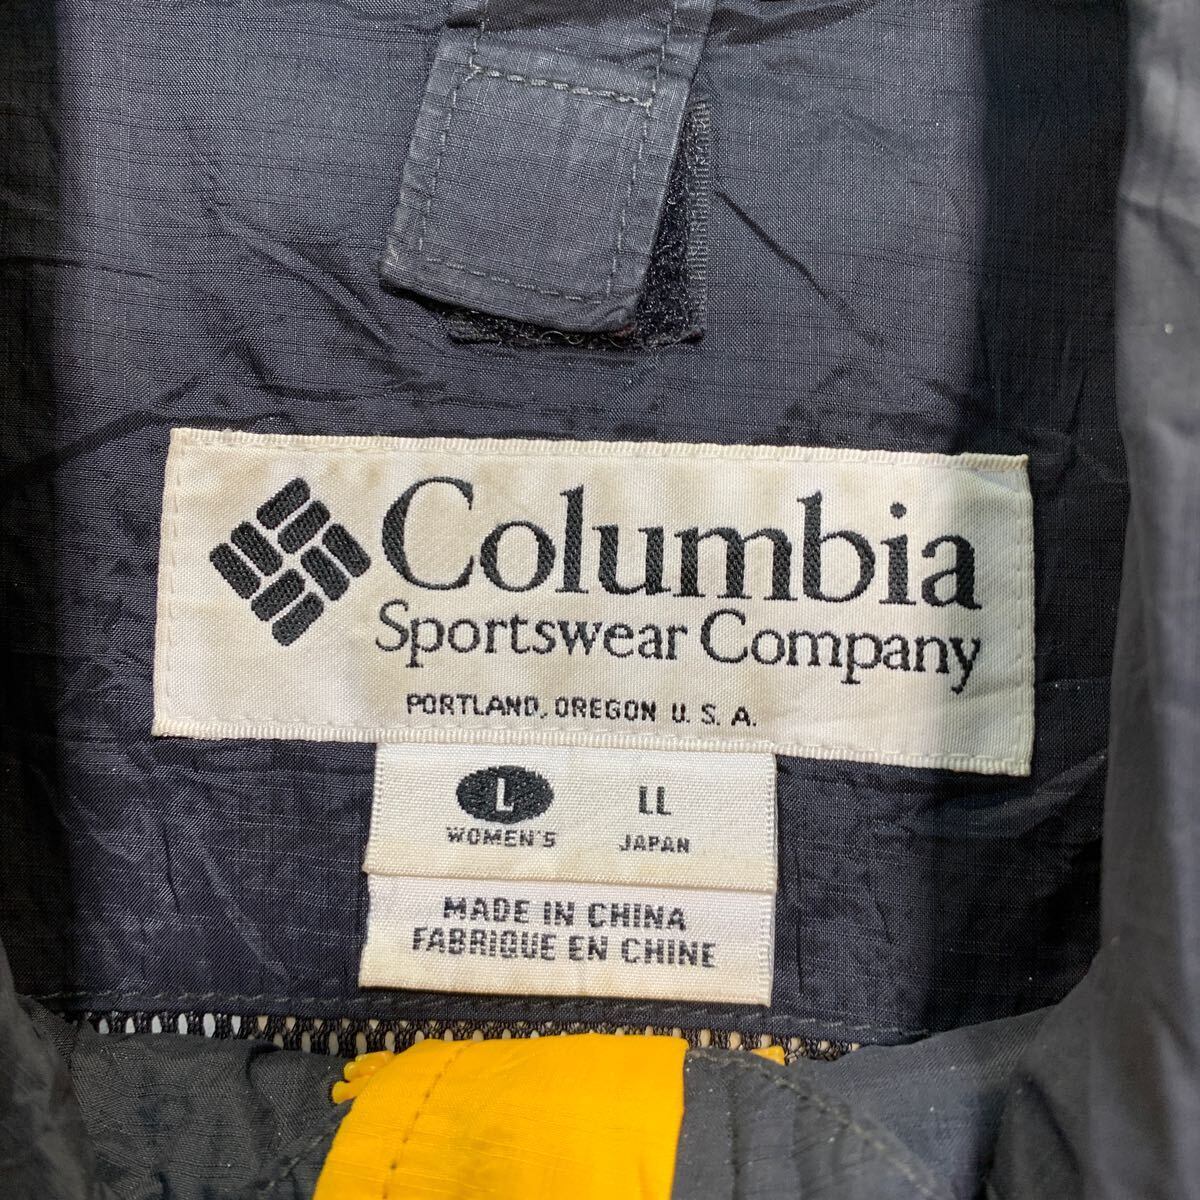 Columbia
Sportswear Company
PORTLAND, OREGON U.S.A.
L LL
WOMEN'S JAPAN
MADE IN CHINA
FABRIQUE EN CHINE